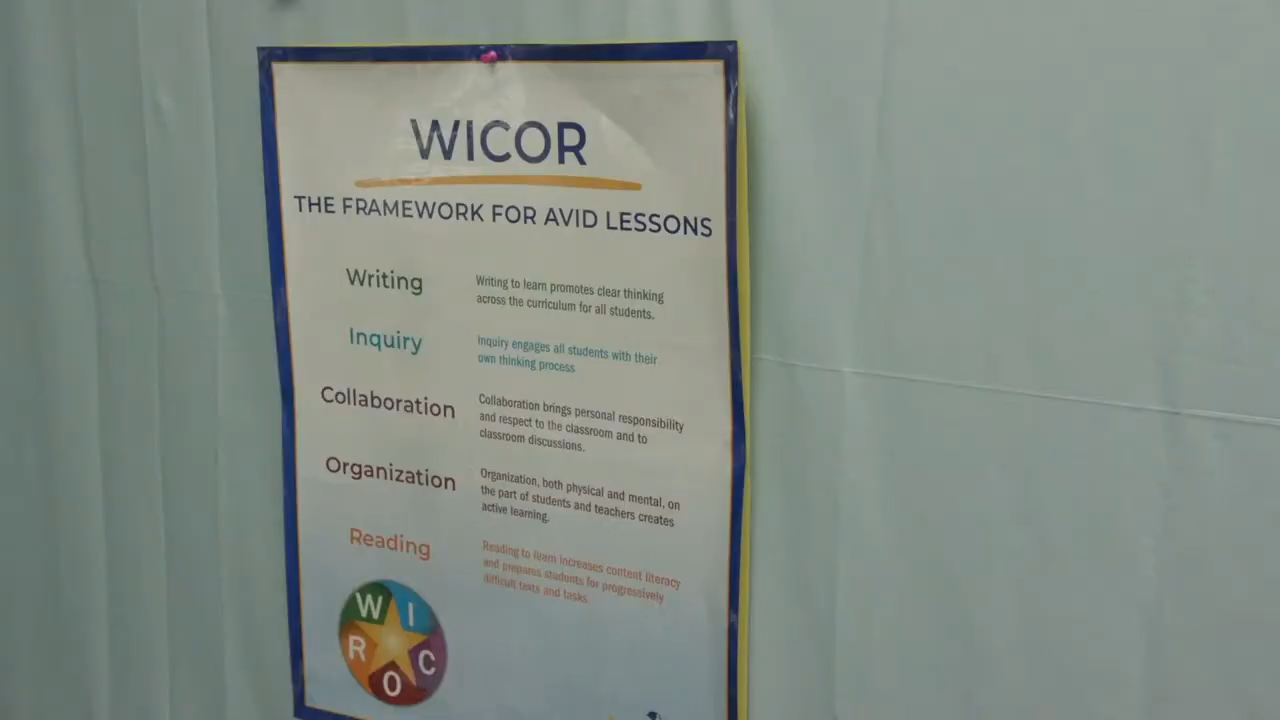 WICOR
THE FRAMEWORK FOR AVID LESSONS
Writing
Writing to learn promotes clear thinking
across the curriculum for all students.
Inquiry
Inquiry engages all students with their
own thinking process
Collaboration
Collaboration brings personal responsibility
and respect to the classroom and to
classroom discussions.
Organization
Organization, both physical and mental, on
the part of students and teachers creates
active learning.
Reading
Reading to learn increases content literacy
and prepares students for progressively
difficult texts and tasks.
W I C O R